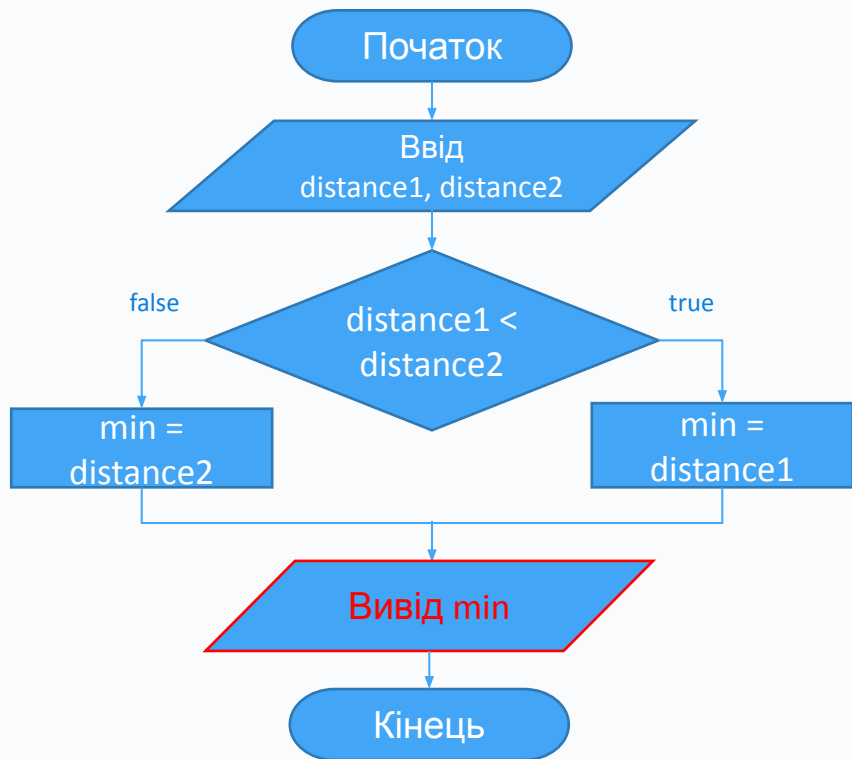 Початок
Ввід
distance1, distance2
false
true
distance1 <
distance2
min =
distance2
min =
distance1
Вивід min
Кінець